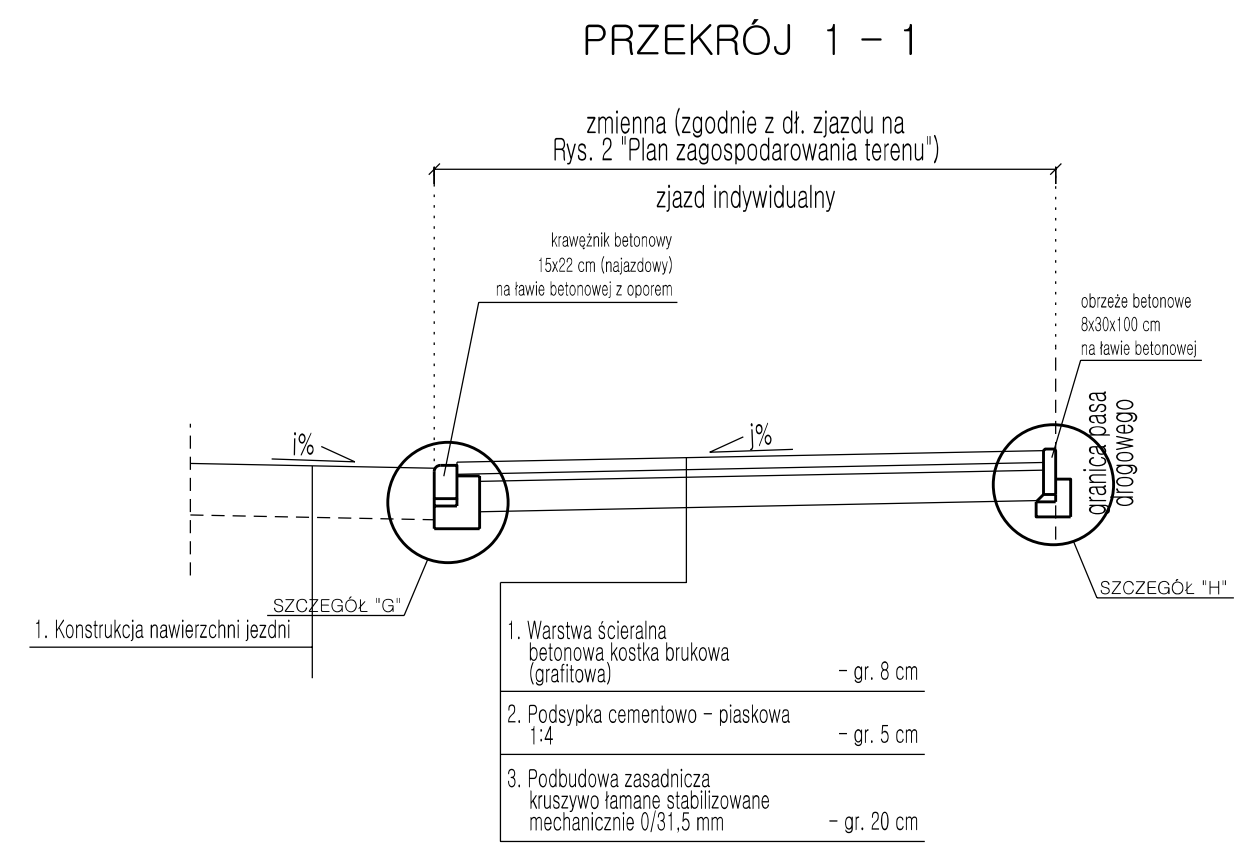 PRZEKRÓJ 1 – 1
zmienna (zgodnie z dł. zjazdu na
Rys. 2 "Plan zagospodarowania terenu")
zjazd indywidualny
krawężnik betonowy
15x22 cm (najazdowy)
na ławie betonowej z oporem
obrzeże betonowe
8x30x100 cm
na ławie betonowej
granica pasa
drogowego
i%
j%
SZCZEGÓŁ "G"
SZCZEGÓŁ "H"
1. Konstrukcja nawierzchni jezdni
1. Warstwa ścieralna
betonowa kostka brukowa
(grafitowa) – gr. 8 cm
2. Podsypka cementowo – piaskowa
1:4 – gr. 5 cm
3. Podbudowa zasadnicza
kruszywo łamane stabilizowane
mechanicznie 0/31,5 mm – gr. 20 cm